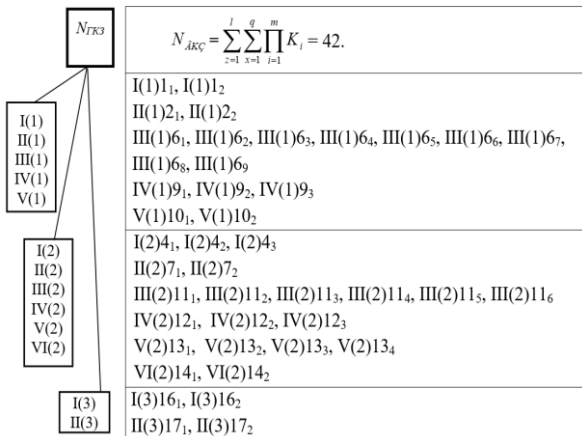 N_ГКЗ
N_ÃKÇ = ∑_{z=1}^{l} ∑_{x=1}^{q} ∏_{i=1}^{m} K_i = 42.
I(1)
II(1)
III(1)
IV(1)
V(1)
I(1)1₁, I(1)1₂
II(1)2₁, II(1)2₂
III(1)6₁, III(1)6₂, III(1)6₃, III(1)6₄, III(1)6₅, III(1)6₆, III(1)6₇,
III(1)6₈, III(1)6₉
IV(1)9₁, IV(1)9₂, IV(1)9₃
V(1)10₁, V(1)10₂
I(2)
II(2)
III(2)
IV(2)
V(2)
VI(2)
I(2)4₁, I(2)4₂, I(2)4₃
II(2)7₁, II(2)7₂
III(2)11₁, III(2)11₂, III(2)11₃, III(2)11₄, III(2)11₅, III(2)11₆
IV(2)12₁, IV(2)12₂, IV(2)12₃
V(2)13₁, V(2)13₂, V(2)13₃, V(2)13₄
VI(2)14₁, VI(2)14₂
I(3)
II(3)
I(3)16₁, I(3)16₂
II(3)17₁, II(3)17₂